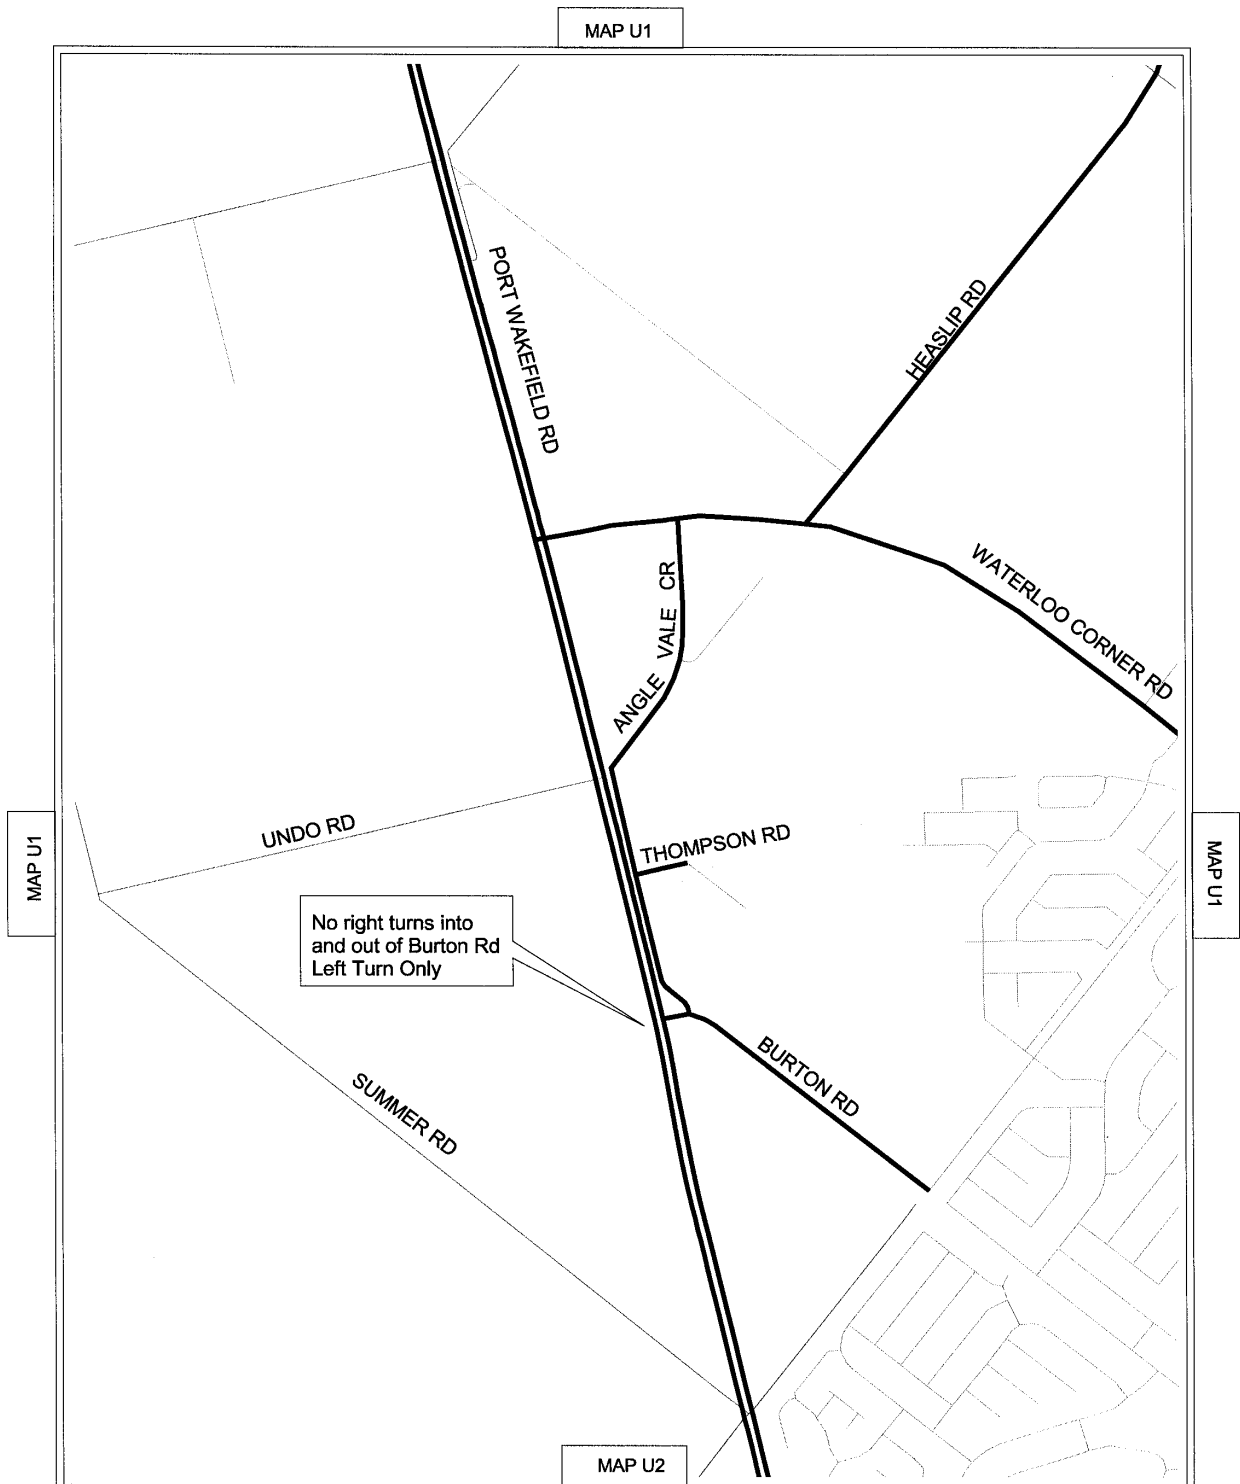 MAP U1
PORT WAKEFIELD RD
HEASLIP RD
WATERLOO CORNER RD
ANGLE VALE CR
UNDO RD
THOMPSON RD
MAP U1
MAP U1
No right turns into
and out of Burton Rd
Left Turn Only
BURTON RD
SUMMER RD
MAP U2